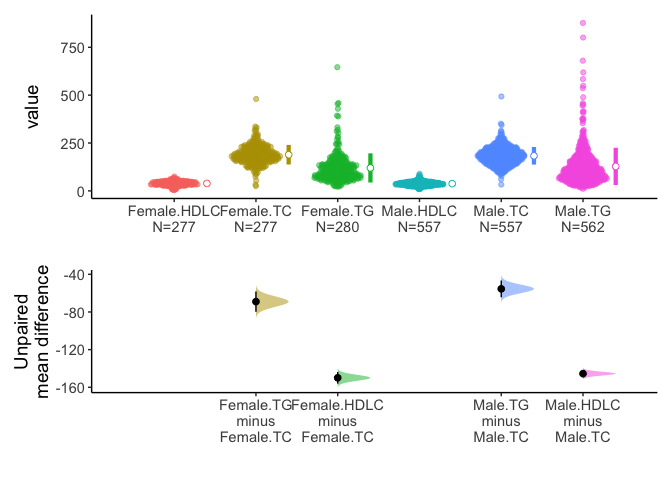 value
750
500
250
0
Female.HDLC Female.TC Female.TG Male.HDLC Male.TC Male.TG
N=277 N=277 N=280 N=557 N=557 N=562
Unpaired
mean difference
-40
-80
-120
-160
Female.TG Female.HDLC Male.TG Male.HDLC
minus minus minus minus
Female.TC Female.TC Male.TC Male.TC